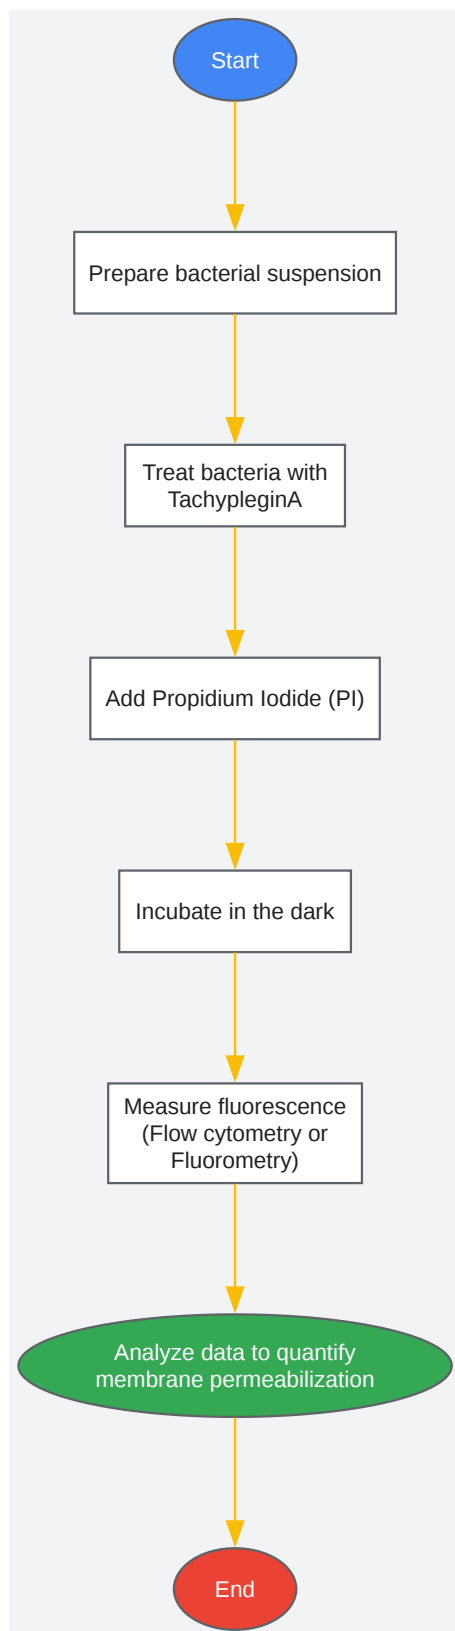 Start
Prepare bacterial suspension
Treat bacteria with
TachypleginA
Add Propidium Iodide (PI)
Incubate in the dark
Measure fluorescence
(Flow cytometry or
Fluorometry)
Analyze data to quantify
membrane permeabilization
End